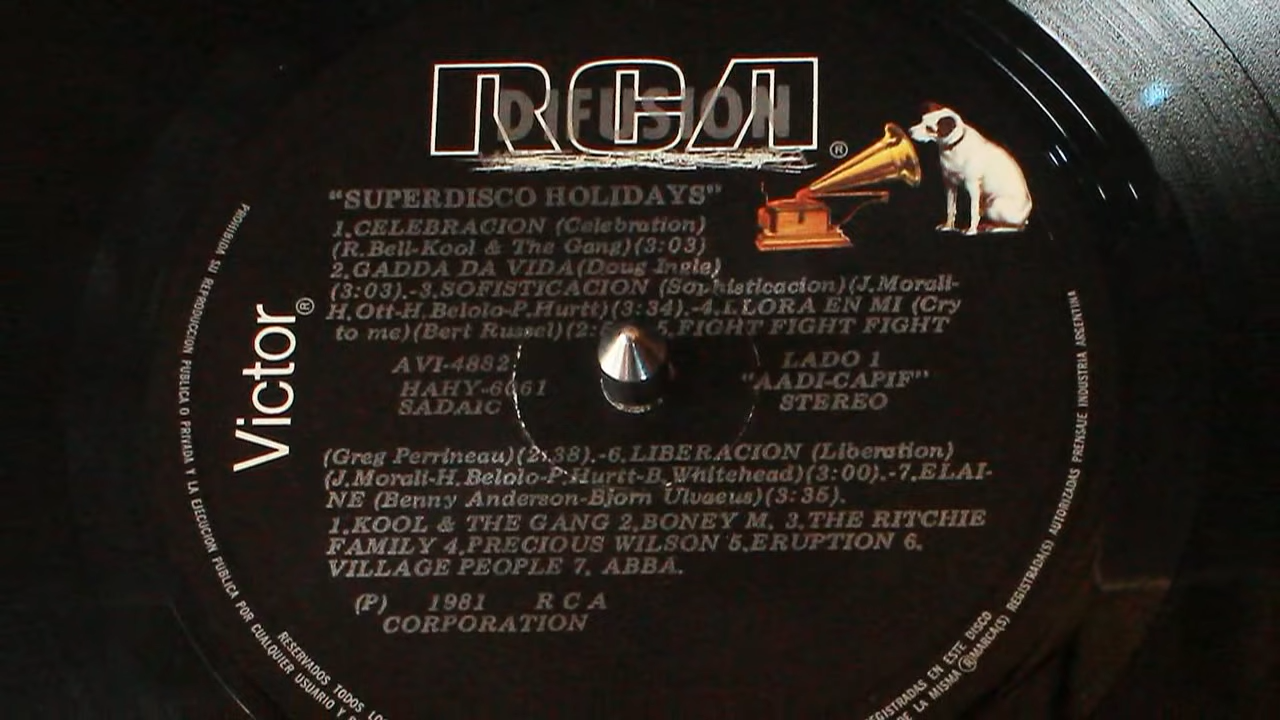 RCA
DIFUSION
®
"SUPERDISCO HOLIDAYS"
1.CELEBRACION (Celebration)
(R.Bell-Kool & The Gang)(3:03)
2.GADDA DA VIDA(Doug Ingle)
(3:03).-3.SOFISTICACION (Sophisticacion)(J.Morali-
H.Ott-H.Belolo-P.Hurtt)(3:34).-4.LLORA EN MI (Cry
to me)(Bert Russel)(2: 5.FIGHT FIGHT FIGHT
AVI-4882
LADO 1
HAHY-6061
"AADI-CAPIF"
SADAIC
STEREO
(Greg Perrineau)(2:38).-6.LIBERACION (Liberation)
(J.Morali-H.Belolo-P.Hurtt-B.Whitehead)(3:00).-7.ELAI-
NE (Benny Anderson-Bjorn Ulvaeus)(3:35).
1.KOOL & THE GANG 2.BONEY M. 3.THE RITCHIE
FAMILY 4.PRECIOUS WILSON 5.ERUPTION 6.
VILLAGE PEOPLE 7. ABBA.
(P) 1981 R C A
CORPORATION
Victor®
PROHIBIDA SU REPRODUCCION PUBLICA O PRIVADA Y LA EJECUCION PUBLICA POR CUALQUIER USUARIO Y
RESERVADOS TODOS
REGISTRADAS EN ESTE DISCO
DE LA MISMA ®MARCA(S) REGISTRADA(S) AUTORIZADAS PRENSAJE INDUSTRIA ARGENTINA